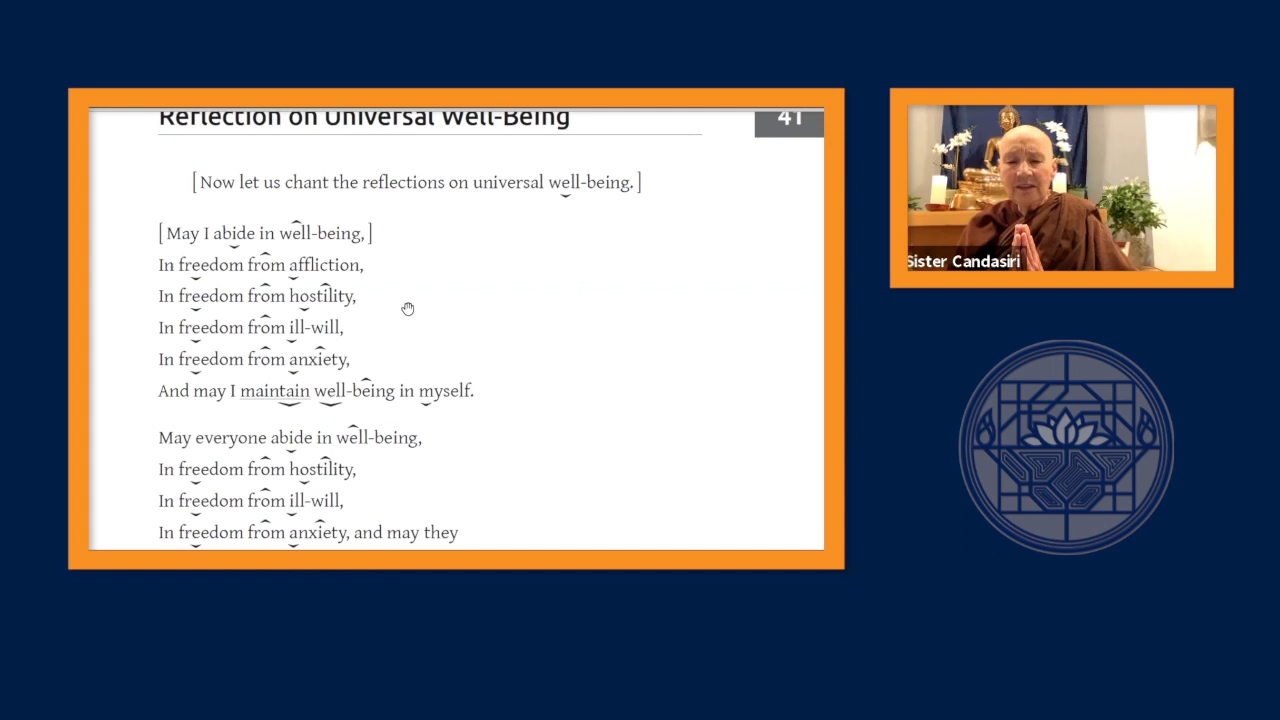 Reflection on Universal Well-Being
41
[Now let us chant the reflections on universal well-being.]
[May I abide in well-being,]
In freedom from affliction,
In freedom from hostility,
In freedom from ill-will,
In freedom from anxiety,
And may I maintain well-being in myself.
May everyone abide in well-being,
In freedom from hostility,
In freedom from ill-will,
In freedom from anxiety, and may they
Sister Candasiri